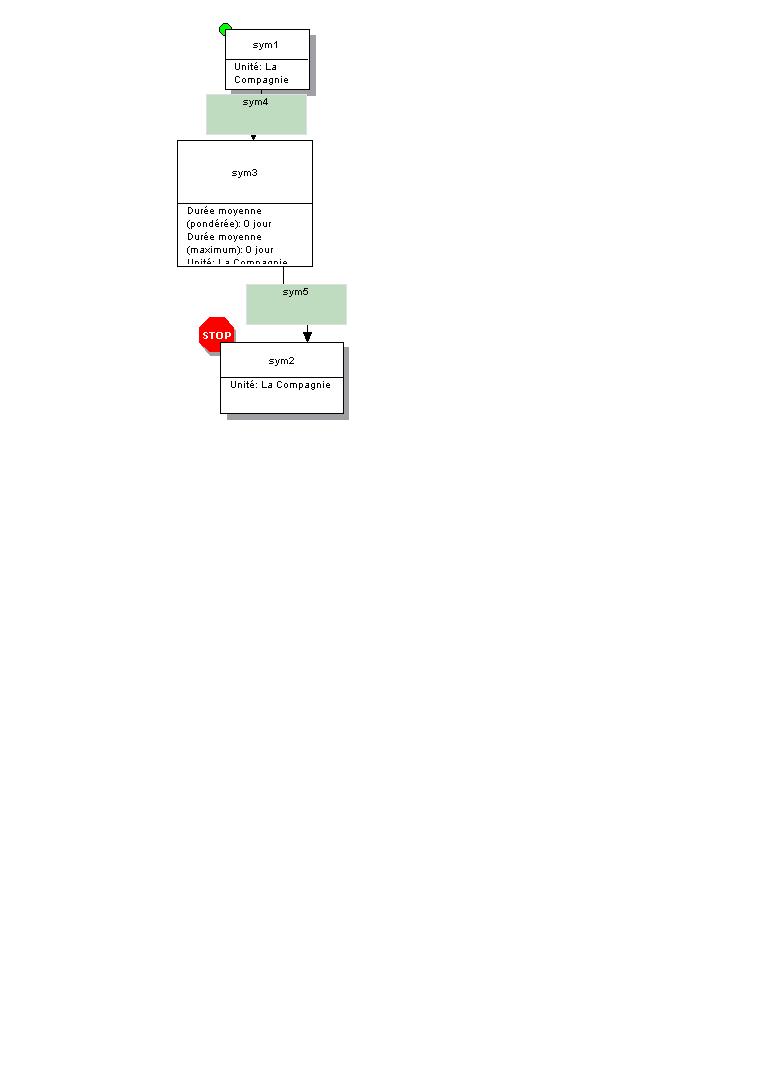 sym1
Unité: La
Compagnie
sym4
sym3
Durée moyenne
(pondérée): 0 jour
Durée moyenne
(maximum): 0 jour
Unité: La Compagnie
sym5
STOP
sym2
Unité: La Compagnie